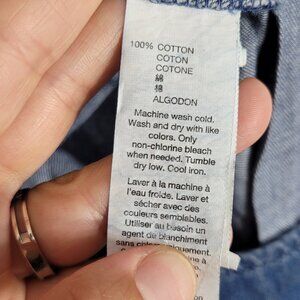 100% COTTON
COTON
COTONE
綿
棉
ALGODON
Machine wash cold.
Wash and dry with like
colors. Only
non-chlorine bleach
when needed. Tumble
dry low. Cool iron.
Laver à la machine à
l'eau froide. Laver et
sécher avec des
couleurs semblables.
Utiliser au besoin un
agent de blanchiment
sans